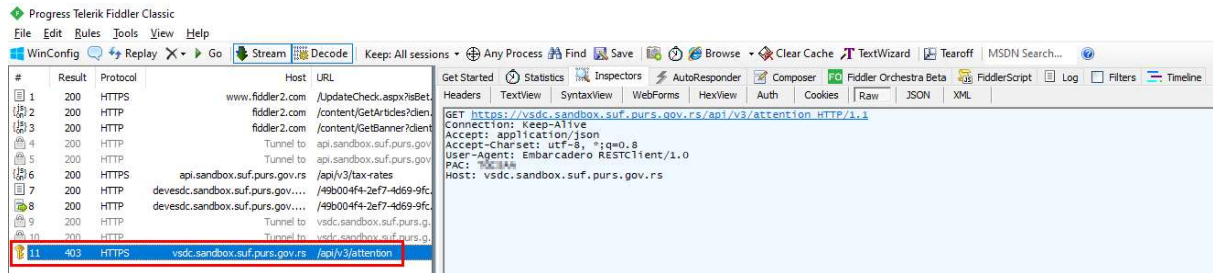 Progress Telerik Fiddler Classic
File Edit Rules Tools View Help
WinConfig Replay Go Stream Decode Keep: All sessions Any Process Find Save Browse Clear Cache TextWizard Tearoff MSDN Search...
# Result Protocol Host URL
1 200 HTTPS www.fiddler2.com /UpdateCheck.aspx?isBet.
2 200 HTTP fiddler2.com /content/GetArticles?clien.
3 200 HTTP fiddler2.com /content/GetBanner?client
4 200 HTTP Tunnel to api.sandbox.suf.purs.gov
5 200 HTTP Tunnel to api.sandbox.suf.purs.gov
6 200 HTTPS api.sandbox.suf.purs.gov.rs /api/v3/tax-rates
7 200 HTTP devesdc.sandbox.suf.purs.gov.... /49b004f4-2ef7-4d69-9fc.
8 200 HTTP devesdc.sandbox.suf.purs.gov.... /49b004f4-2ef7-4d69-9fc.
9 200 HTTP Tunnel to vsdc.sandbox.suf.purs.g.
10 200 HTTP Tunnel to vsdc.sandbox.suf.purs.g.
11 403 HTTPS vsdc.sandbox.suf.purs.gov.rs /api/v3/attention
Get Started Statistics Inspectors AutoResponder Composer FO Fiddler Orchestra Beta FiddlerScript Log Filters Timeline
Headers TextView SyntaxView WebForms HexView Auth Cookies Raw JSON XML
GET https://vsdc.sandbox.suf.purs.gov.rs/api/v3/attention HTTP/1.1
Connection: Keep-Alive
Accept: application/json
Accept-Charset: utf-8, *;q=0.8
User-Agent: Embarcadero RESTClient/1.0
PAC:
Host: vsdc.sandbox.suf.purs.gov.rs